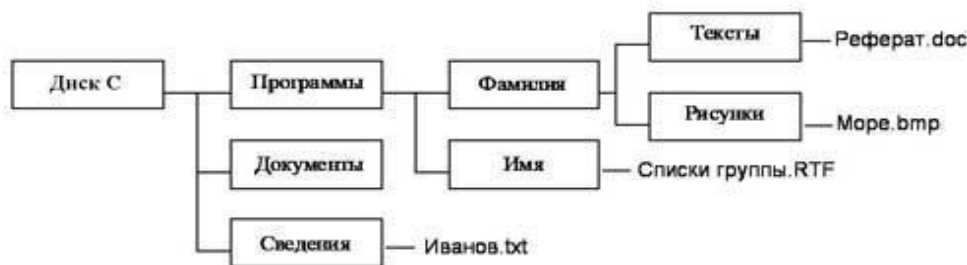 Тексты
Реферат.doc
Диск С
Программы
Фамилия
Рисунки
Море.bmp
Документы
Имя
Списки группы.RTF
Сведения
Иванов.txt